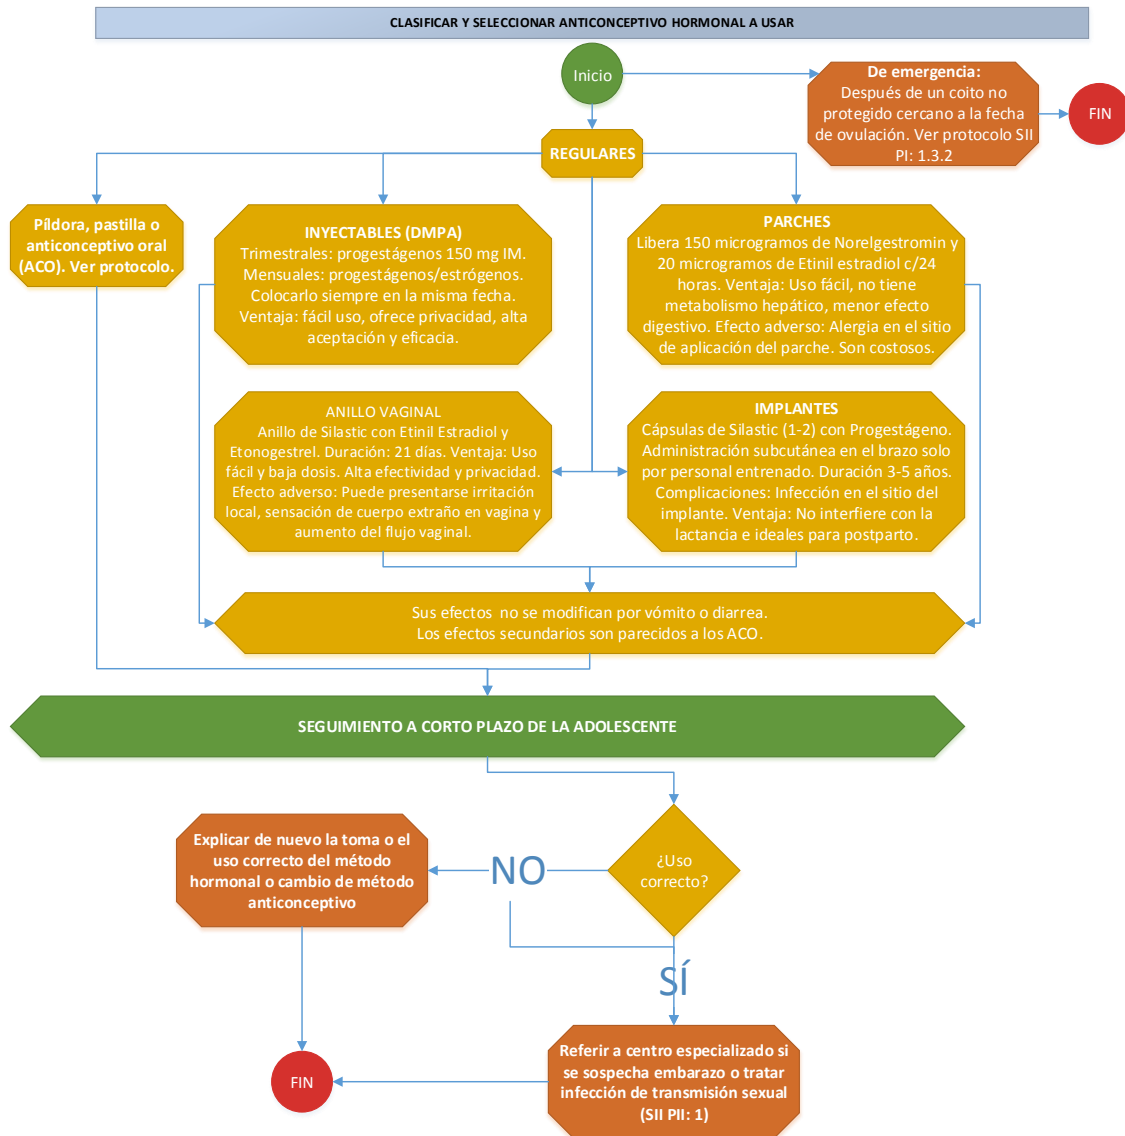 CLASIFICAR Y SELECCIONAR ANTICONCEPTIVO HORMONAL A USAR
Inicio
De emergencia:
Después de un coito no
protegido cercano a la fecha
de ovulación. Ver protocolo SII
PI: 1.3.2
FIN
REGULARES
Píldora, pastilla o
anticonceptivo oral
(ACO). Ver protocolo.
INYECTABLES (DMPA)
Trimestrales: progestágenos 150 mg IM.
Mensuales: progestágenos/estrógenos.
Colocarlo siempre en la misma fecha.
Ventaja: fácil uso, ofrece privacidad, alta
aceptación y eficacia.
PARCHES
Libera 150 microgramos de Norelgestromin y
20 microgramos de Etinil estradiol c/24
horas. Ventaja: Uso fácil, no tiene
metabolismo hepático, menor efecto
digestivo. Efecto adverso: Alergia en el sitio
de aplicación del parche. Son costosos.
ANILLO VAGINAL
Anillo de Silastic con Etinil Estradiol y
Etonogestrel. Duración: 21 días. Ventaja: Uso
fácil y baja dosis. Alta efectividad y privacidad.
Efecto adverso: Puede presentarse irritación
local, sensación de cuerpo extraño en vagina y
aumento del flujo vaginal.
IMPLANTES
Cápsulas de Silastic (1-2) con Progestágeno.
Administración subcutánea en el brazo solo
por personal entrenado. Duración 3-5 años.
Complicaciones: Infección en el sitio del
implante. Ventaja: No interfiere con la
lactancia e ideales para postparto.
Sus efectos no se modifican por vómito o diarrea.
Los efectos secundarios son parecidos a los ACO.
SEGUIMIENTO A CORTO PLAZO DE LA ADOLESCENTE
¿Uso
correcto?
NO
Explicar de nuevo la toma o el
uso correcto del método
hormonal o cambio de método
anticonceptivo
SÍ
Referir a centro especializado si
se sospecha embarazo o tratar
infección de transmisión sexual
(SII PII: 1)
FIN